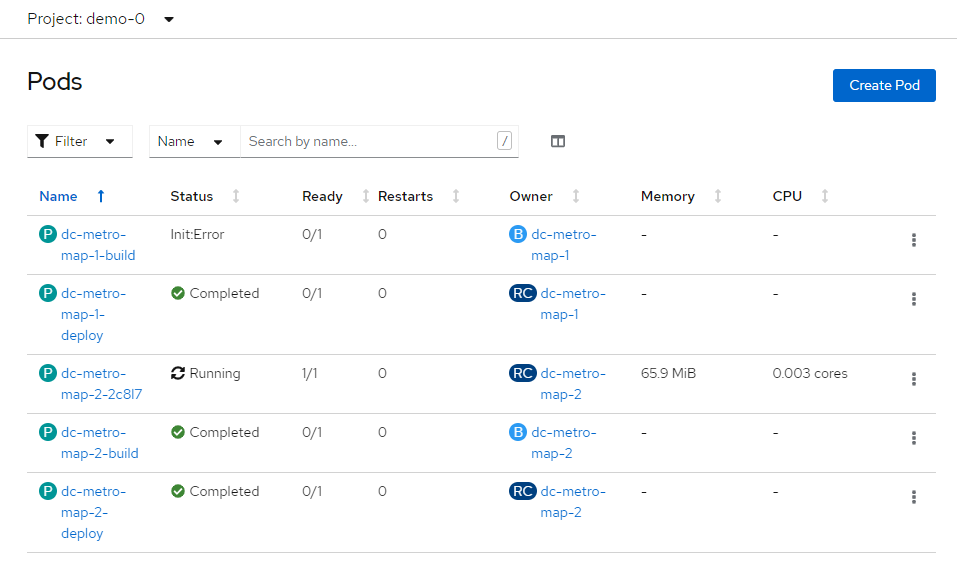 Project: demo-0
Pods
Create Pod
Filter
Name
Search by name...
/
Name Status Ready Restarts Owner Memory CPU
P dc-metro- Init:Error 0/1 0 B dc-metro- - -
map-1-build map-1
P dc-metro- Completed 0/1 0 RC dc-metro- - -
map-1- map-1
deploy
P dc-metro- Running 1/1 0 RC dc-metro- 65.9 MiB 0.003 cores
map-2-2c8l7 map-2
P dc-metro- Completed 0/1 0 B dc-metro- - -
map-2-build map-2
P dc-metro- Completed 0/1 0 RC dc-metro- - -
map-2- map-2
deploy